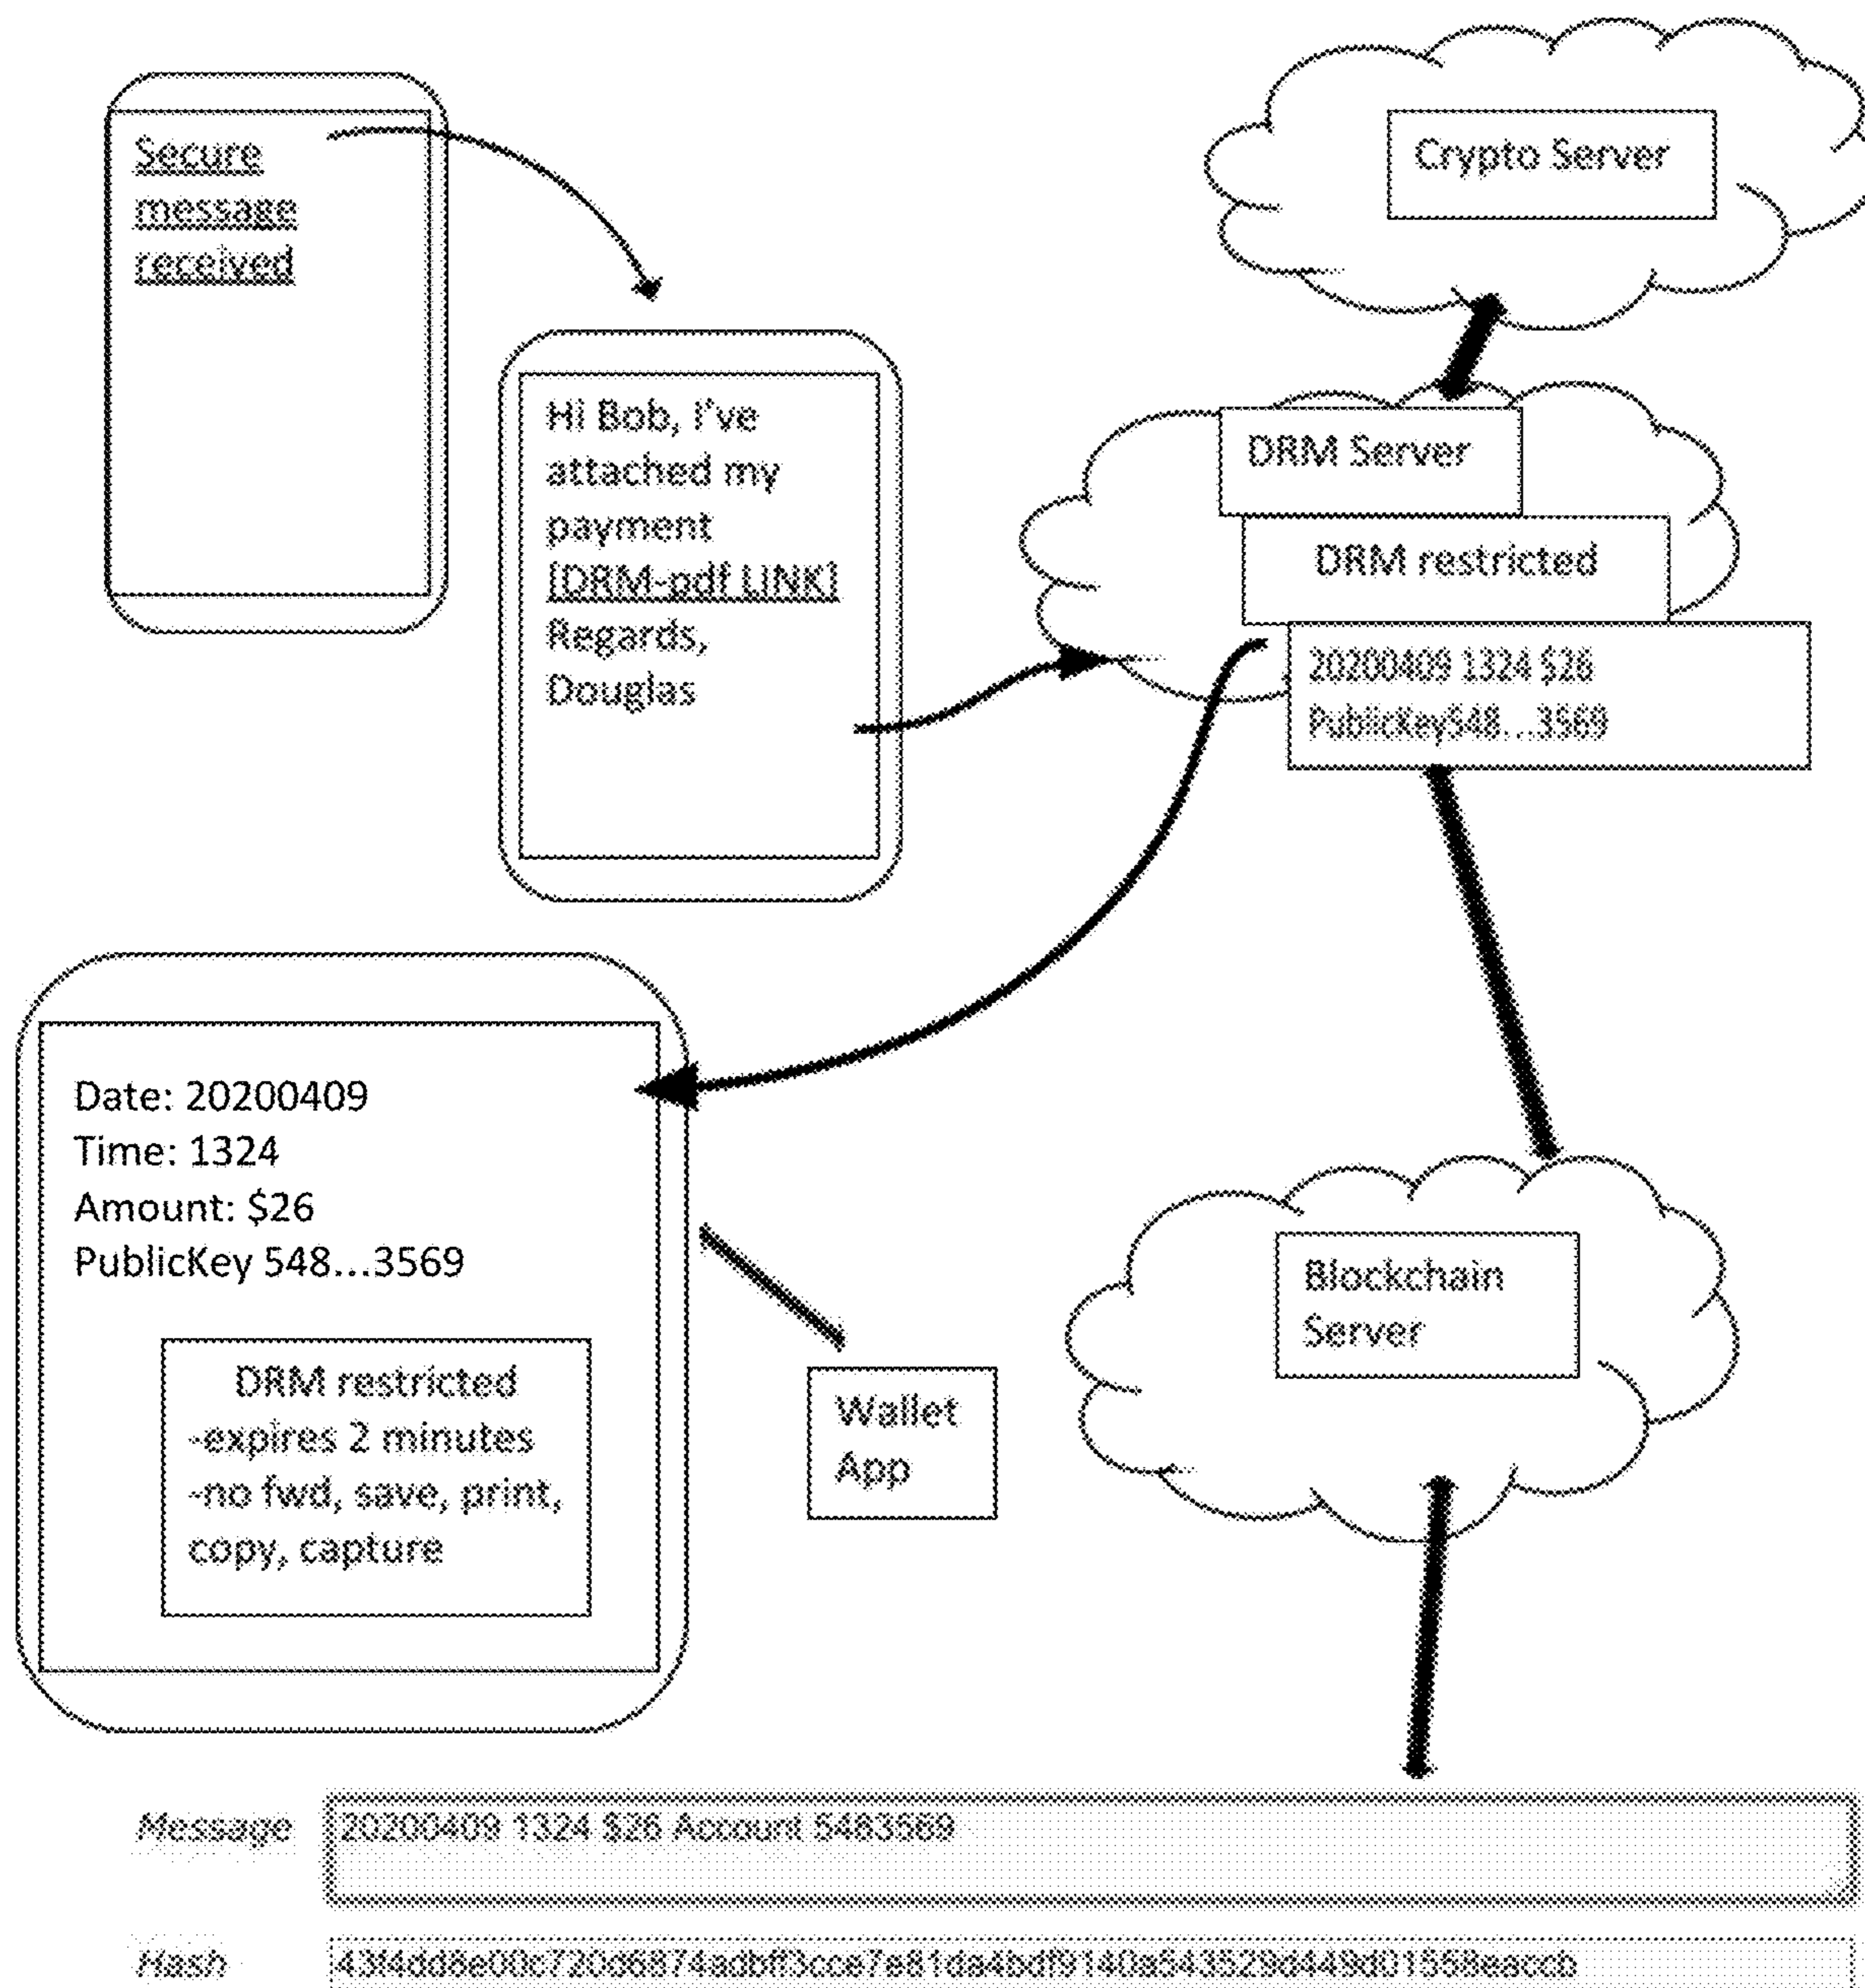 Secure
message
received
Crypto Server
Hi Bob, I've
attached my
payment
[DRM-pdf LINK]
Regards,
Douglas
DRM Server
DRM restricted
20200409 1324 $26
PublicKey548...3569
Date: 20200409
Time: 1324
Amount: $26
PublicKey 548...3569
DRM restricted
-expires 2 minutes
-no fwd, save, print,
copy, capture
Wallet
App
Blockchain
Server
Message
20200409 1324 $26 Account 5483569
Hash